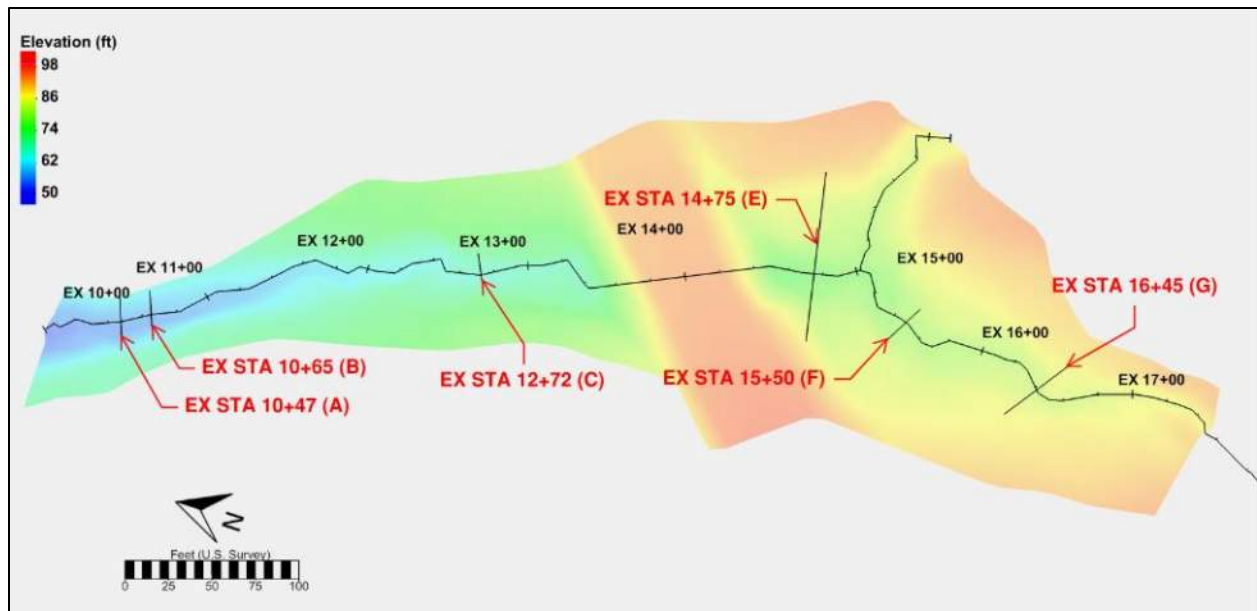 Elevation (ft)
98
86
74
62
50
EX STA 14+75 (E)
EX 12+00
EX 13+00
EX 14+00
EX 11+00
EX 15+00
EX 10+00
EX STA 16+45 (G)
EX 16+00
EX STA 10+65 (B)
EX STA 12+72 (C)
EX STA 15+50 (F)
EX 17+00
EX STA 10+47 (A)
N
Feet (U.S. Survey)
0 25 50 75 100